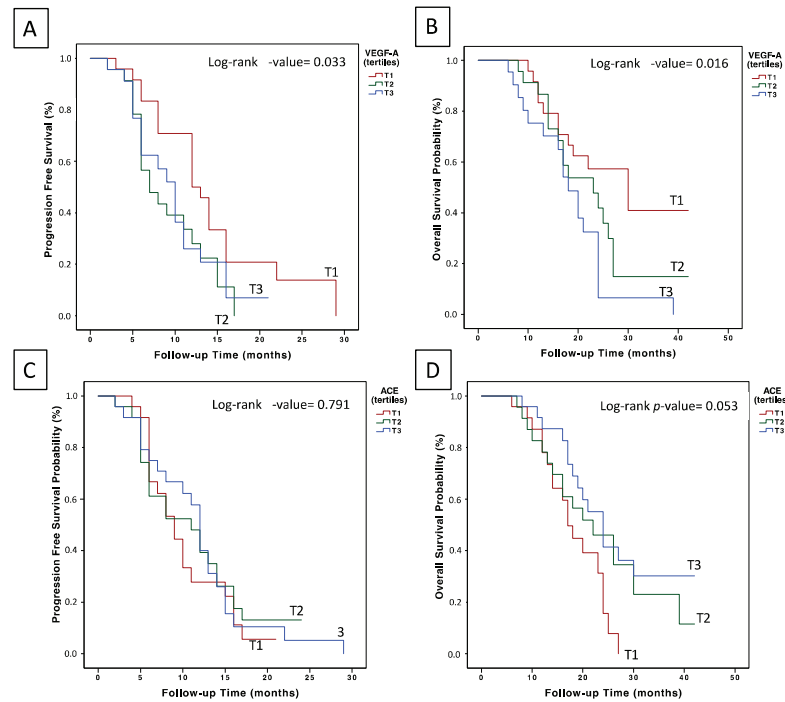 A
Log-rank -value= 0.033
VEGF-A
(tertiles)
T1
T2
T3
Progression Free Survival (%)
1.0
0.8
0.6
0.4
0.2
0.0
T1
T3
T2
0 5 10 15 20 25 30
Follow-up Time (months)
B
Log-rank -value= 0.016
VEGF-A
(tertiles)
T1
T2
T3
Overall Survival Probability (%)
1.0
0.8
0.6
0.4
0.2
0.0
T1
T2
T3
0 10 20 30 40 50
Follow-up Time (months)
C
Log-rank -value= 0.791
ACE
(tertiles)
T1
T2
T3
Progression Free Survival Probability (%)
1.0
0.8
0.6
0.4
0.2
0.0
T2
T1
3
0 5 10 15 20 25 30
Follow-up Time (months)
D
Log-rank p-value= 0.053
ACE
(tertiles)
T1
T2
T3
Overall Survival Probability (%)
1.0
0.8
0.6
0.4
0.2
0.0
T3
T2
T1
0 10 20 30 40 50
Follow-up Time (months)